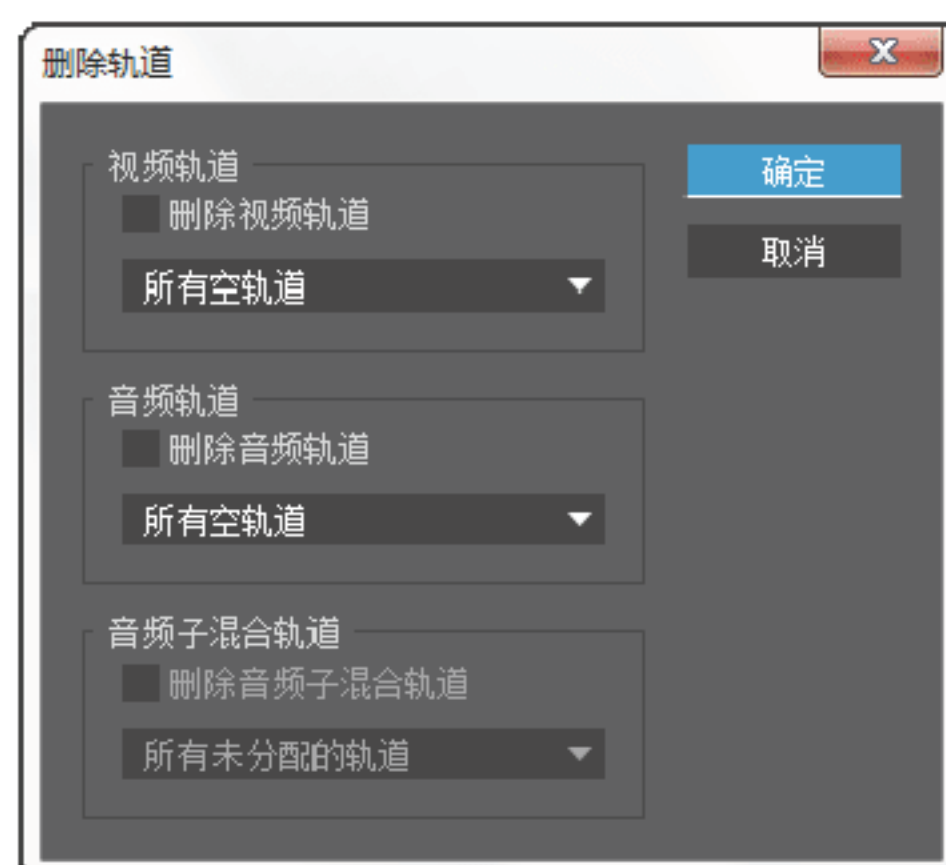 删除轨道
视频轨道
确定
删除视频轨道
取消
所有空轨道
音频轨道
删除音频轨道
所有空轨道
音频子混合轨道
删除音频子混合轨道
所有未分配的轨道